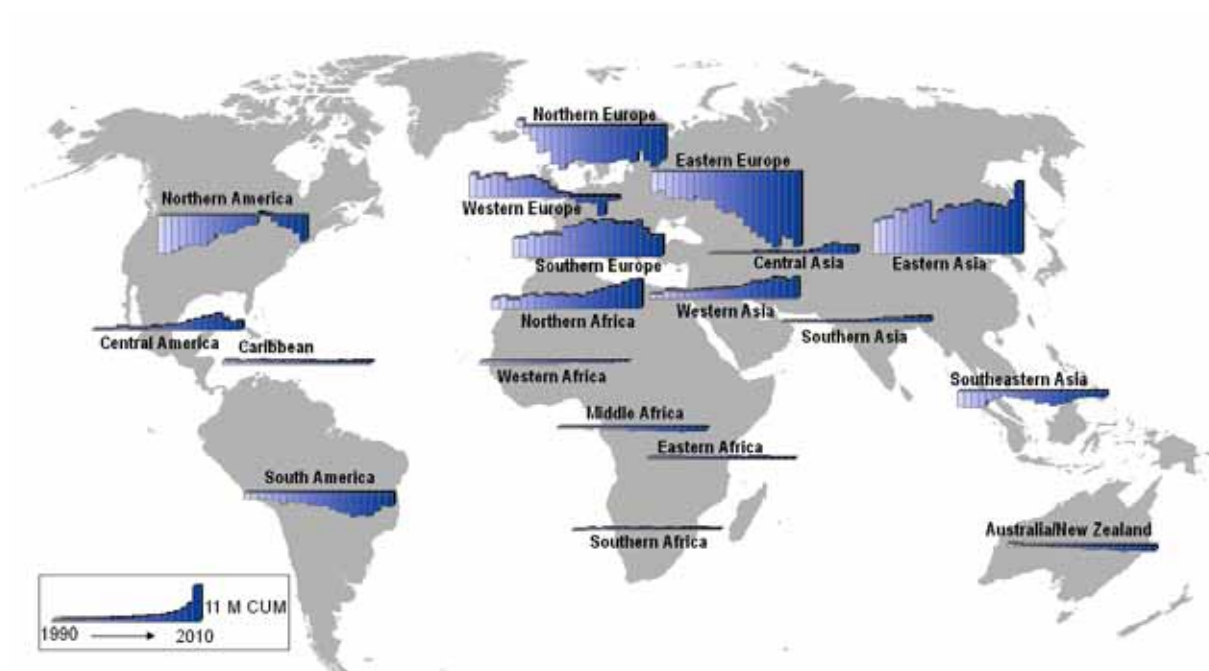 Northern Europe
Eastern Europe
Northern America
Western Europe
Southern Europe
Central Asia
Eastern Asia
Northern Africa
Western Asia
Southern Asia
Central America
Caribbean
Western Africa
Southeastern Asia
Middle Africa
Eastern Africa
South America
Southern Africa
Australia/New Zealand
11 M CUM
1990 2010